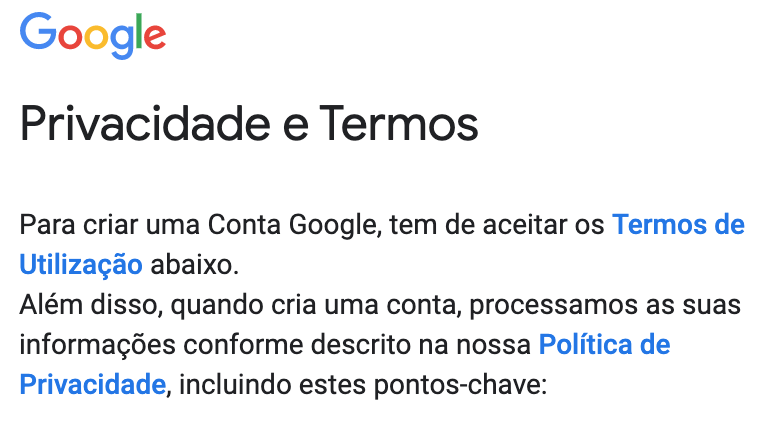 Google
Privacidade e Termos
Para criar uma Conta Google, tem de aceitar os Termos de
Utilização abaixo.
Além disso, quando cria uma conta, processamos as suas
informações conforme descrito na nossa Política de
Privacidade, incluindo estes pontos-chave: